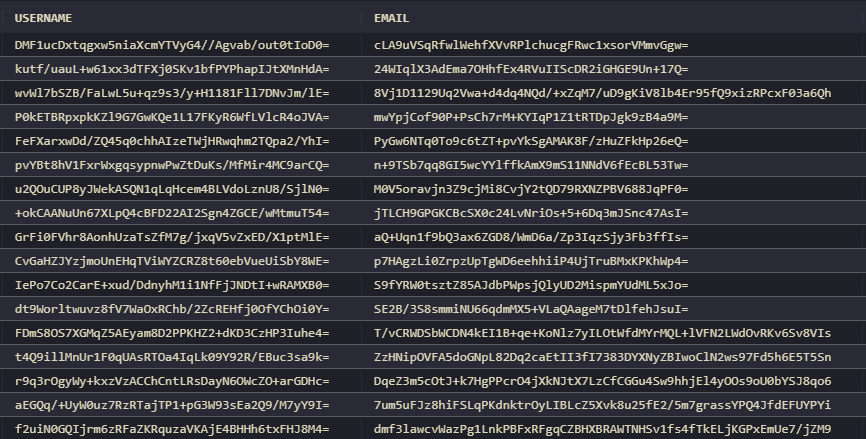 USERNAME EMAIL
DMF1ucDxtqgxw5niaXcmYTVyG4//Agvab/out0tIoD0= cLA9uVSqRfwlWehfXVvRPlchucgFRwc1xsorVMmvGgw=
kutf/uauL+w61xx3dTFXj0SKv1bfPYPhapIJtXMnHdA= 24WIqlX3AdEma7OHhfEx4RVuIIScDR2iGHGE9Un+17Q=
wvWl7bSZB/FaLwL5u+qz9s3/y+H1181Fll7DNvJm/lE= 8Vj1D1129Uq2Vwa+d4dq4NQd/+xZqM7/uD9gKiV8lb4Er95fQ9xizRPcxF03a6Qh
P0kETBRpxpkKZl9G7GwKQe1L17FKyR6WfLVlcR4oJVA= mwYpjCof90P+PsCh7rM+KYIqP1Z1tRTDpJgk9zB4a9M=
FeFXarxwDd/ZQ45q0chhAIzeTWjHRwqhm2TQpa2/YhI= PyGw6NTq0To9c6tZT+pvYkSgAMAK8F/zHuZFkHp26eQ=
pvYBt8hV1FxrWxgqsypnwPwZtDuKs/MfMir4MC9arCQ= n+9TSb7qq8GI5wcYYlffkAmX9mS11NNdV6fEcBL53Tw=
u2QOuCUP8yJWekASQN1qLqHcem4BLVdoLznU8/SjlN0= M0V5oravjn3Z9cjMi8CvjY2tQD79RXNZPBV688JqPF0=
+okCAANuUn67XLpQ4cBFD22AI2Sgn4ZGCE/wMtmuT54= jTLCH9GPGKCBcSX0c24LvNriOs+5+6Dq3mJSnc47AsI=
GrFi0FVhr8AonhUzaTsZfM7g/jxqV5vZxED/X1ptMlE= aQ+Uqn1f9bQ3ax6ZGD8/WmD6a/Zp3IqzSjy3Fb3ffIs=
CvGaHZJYzjmoUnEHqTViWYZCRZ8t60ebVueUiSbY8WE= p7HAgzLi0ZrpzUpTgWD6eehhiiP4UjTruBMxKPKhWp4=
IePo7Co2CarE+xud/DdnyhM1i1NfFjJNDtI+wRAMXB0= S9fYRW0tsztZ85AJdbPWpsjQlyUD2MispmYUdML5xJo=
dt9Worltwuvz8fV7WaOxRChb/2ZcREHfj0OfYChOi0Y= SE2B/3S8smmiNU66qdmMX5+VLaQAageM7tDlfehJsuI=
FDmS8OS7XGMqZ5AEyam8D2PPKHZ2+dKD3CzHP3Iuhe4= T/vCRWDSbWCDN4kEI1B+qe+KoNlz7yILOtWfdMYrMQL+lVFN2LWdOvRKv6Sv8VIs
t4Q9illMnUr1F0qUAsRTOa4IqLk09Y92R/EBuc3sa9k= ZzHNipOVFA5doGNpL82Dq2caEtII3fI7383DYXNyZBIwoClN2ws97Fd5h6E5T5Sn
r9q3rOgyWy+kxzVzACChCntLRsDayN6OWcZO+arGDHc= DqeZ3m5cOtJ+k7HgPPcrO4jXkNJtX7LzCfCGGu4Sw9hhjEl4yOOs9oU0bYSJ8qo6
aEGQq/+UyW0uz7RzRTajTP1+pG3W93sEa2Q9/M7yY9I= 7um5uFJz8hiFSLqPKdnktrOyLIBLcZ5Xvk8u25fE2/5m7grassYPQ4JfdEFUYPYi
f2uiN0GQIjrm6zRFaZKRquzaVKAjE4BHHh6txFHJ8M4= dmf3lawcvWazPg1LnkPBFxRFgqCZBHXBRAWTNHSv1fs4fTkELjKGPxEmUe7/jZM9